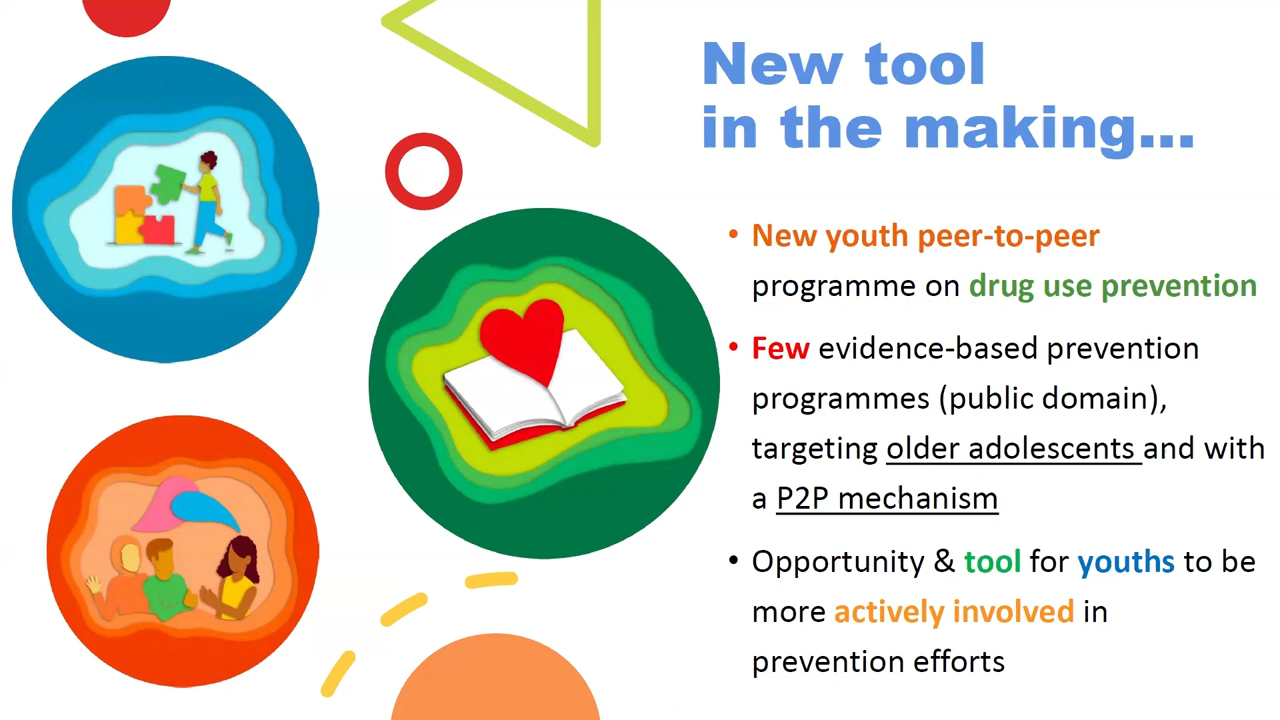 New tool
in the making...
• New youth peer-to-peer
programme on drug use prevention
• Few evidence-based prevention
programmes (public domain),
targeting older adolescents and with
a P2P mechanism
• Opportunity & tool for youths to be
more actively involved in
prevention efforts